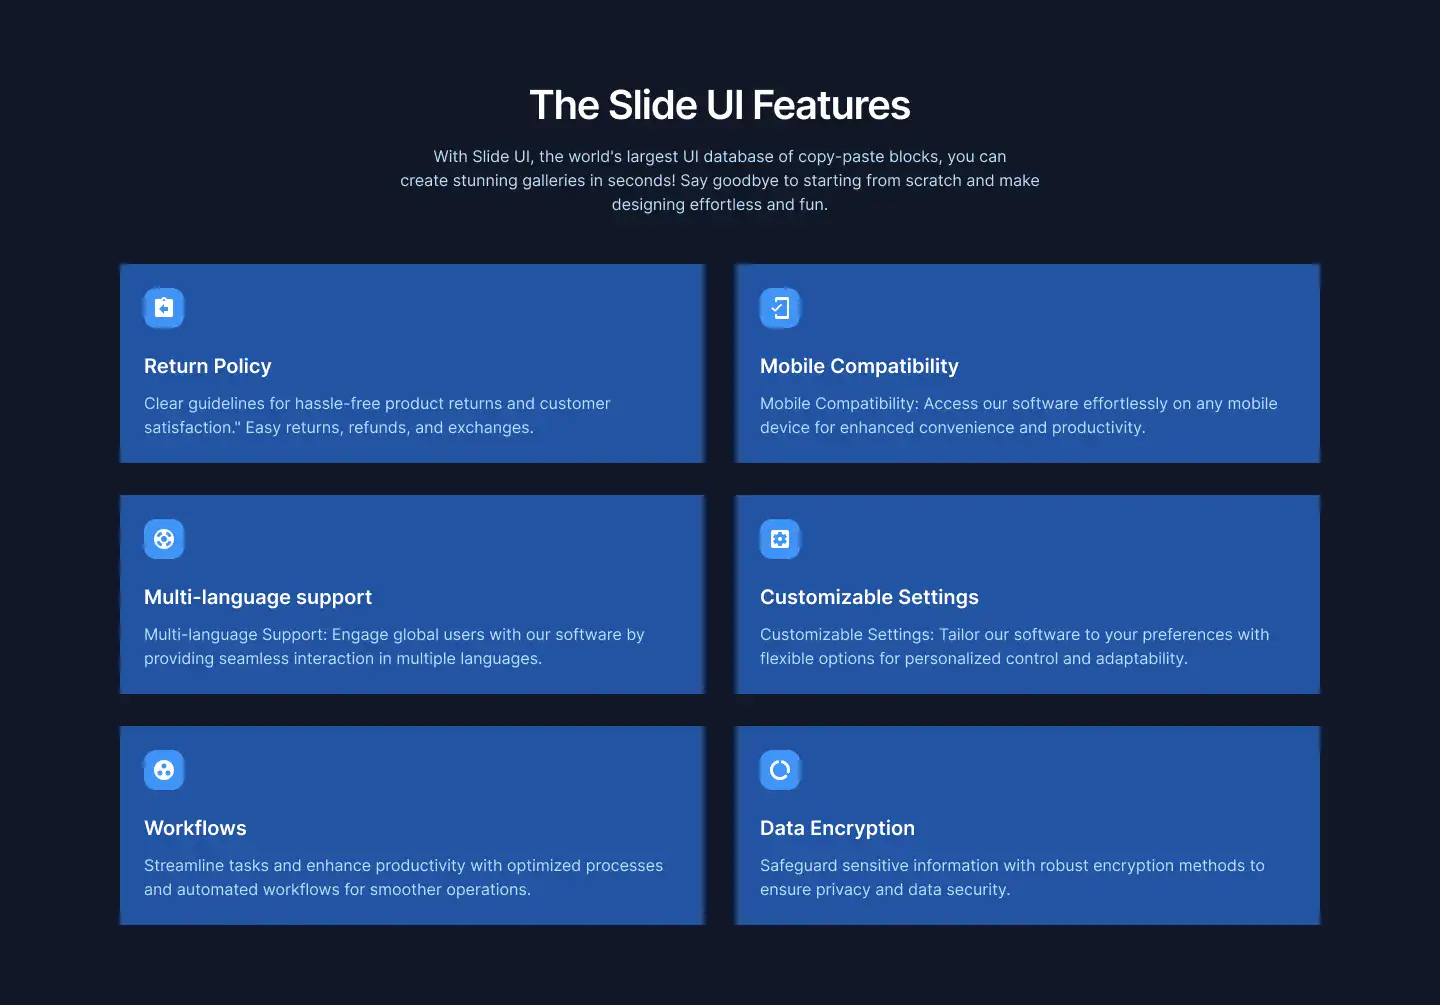 The Slide UI Features
With Slide UI, the world's largest UI database of copy-paste blocks, you can
create stunning galleries in seconds! Say goodbye to starting from scratch and make
designing effortless and fun.
Return Policy
Clear guidelines for hassle-free product returns and customer
satisfaction." Easy returns, refunds, and exchanges.
Mobile Compatibility
Mobile Compatibility: Access our software effortlessly on any mobile
device for enhanced convenience and productivity.
Multi-language support
Multi-language Support: Engage global users with our software by
providing seamless interaction in multiple languages.
Customizable Settings
Customizable Settings: Tailor our software to your preferences with
flexible options for personalized control and adaptability.
Workflows
Streamline tasks and enhance productivity with optimized processes
and automated workflows for smoother operations.
Data Encryption
Safeguard sensitive information with robust encryption methods to
ensure privacy and data security.